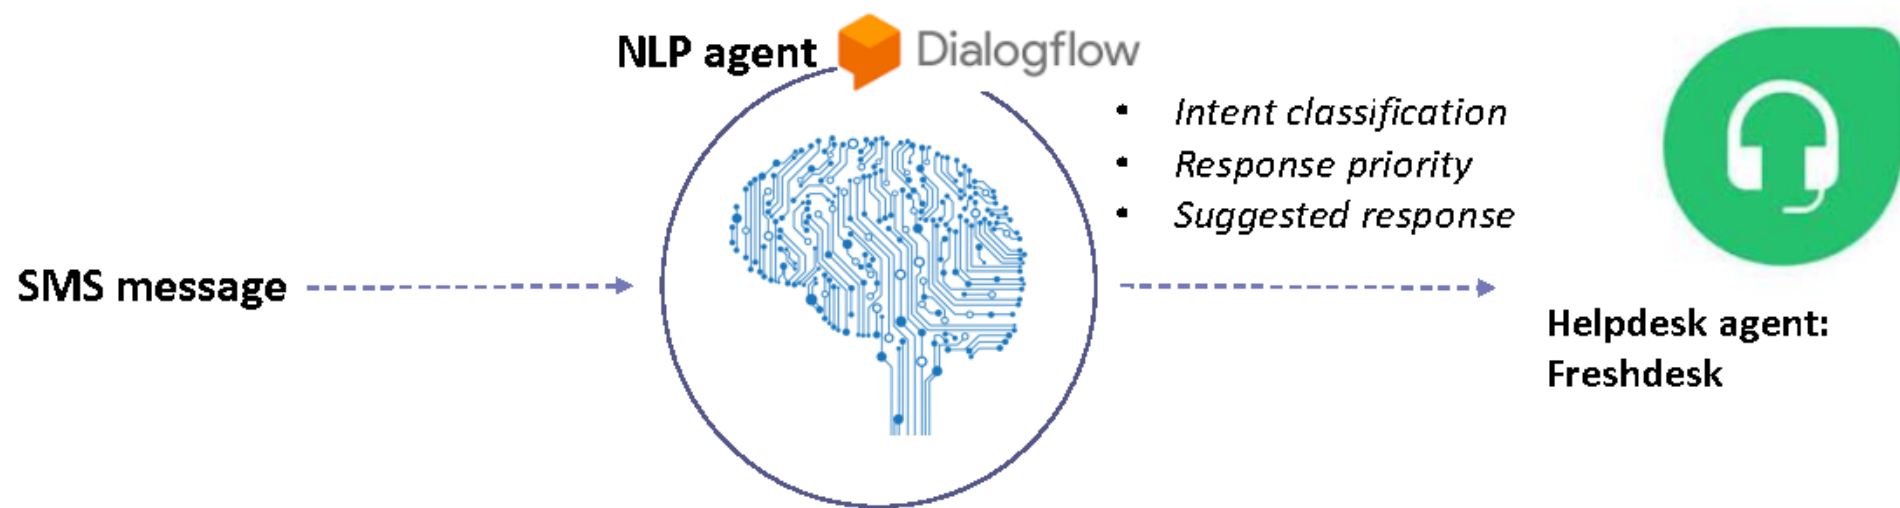 NLP agent Dialogflow
• Intent classification
• Response priority
• Suggested response
SMS message
Helpdesk agent:
Freshdesk